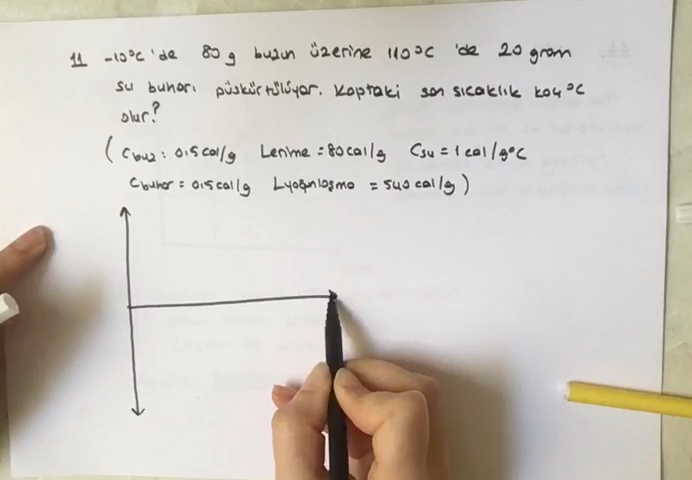 11 -10°C 'de 80 g buzun üzerine 110°C 'de 20 gram
su buharı püskürtülüyor. Kaptaki son sıcaklık kaç °C
olur?
( Cbuz: 0,5 cal/g Lerime = 80 cal/g Csu = 1 cal/g°C
Cbuhar = 0,5 cal/g Lyoğunlaşma = 540 cal/g )